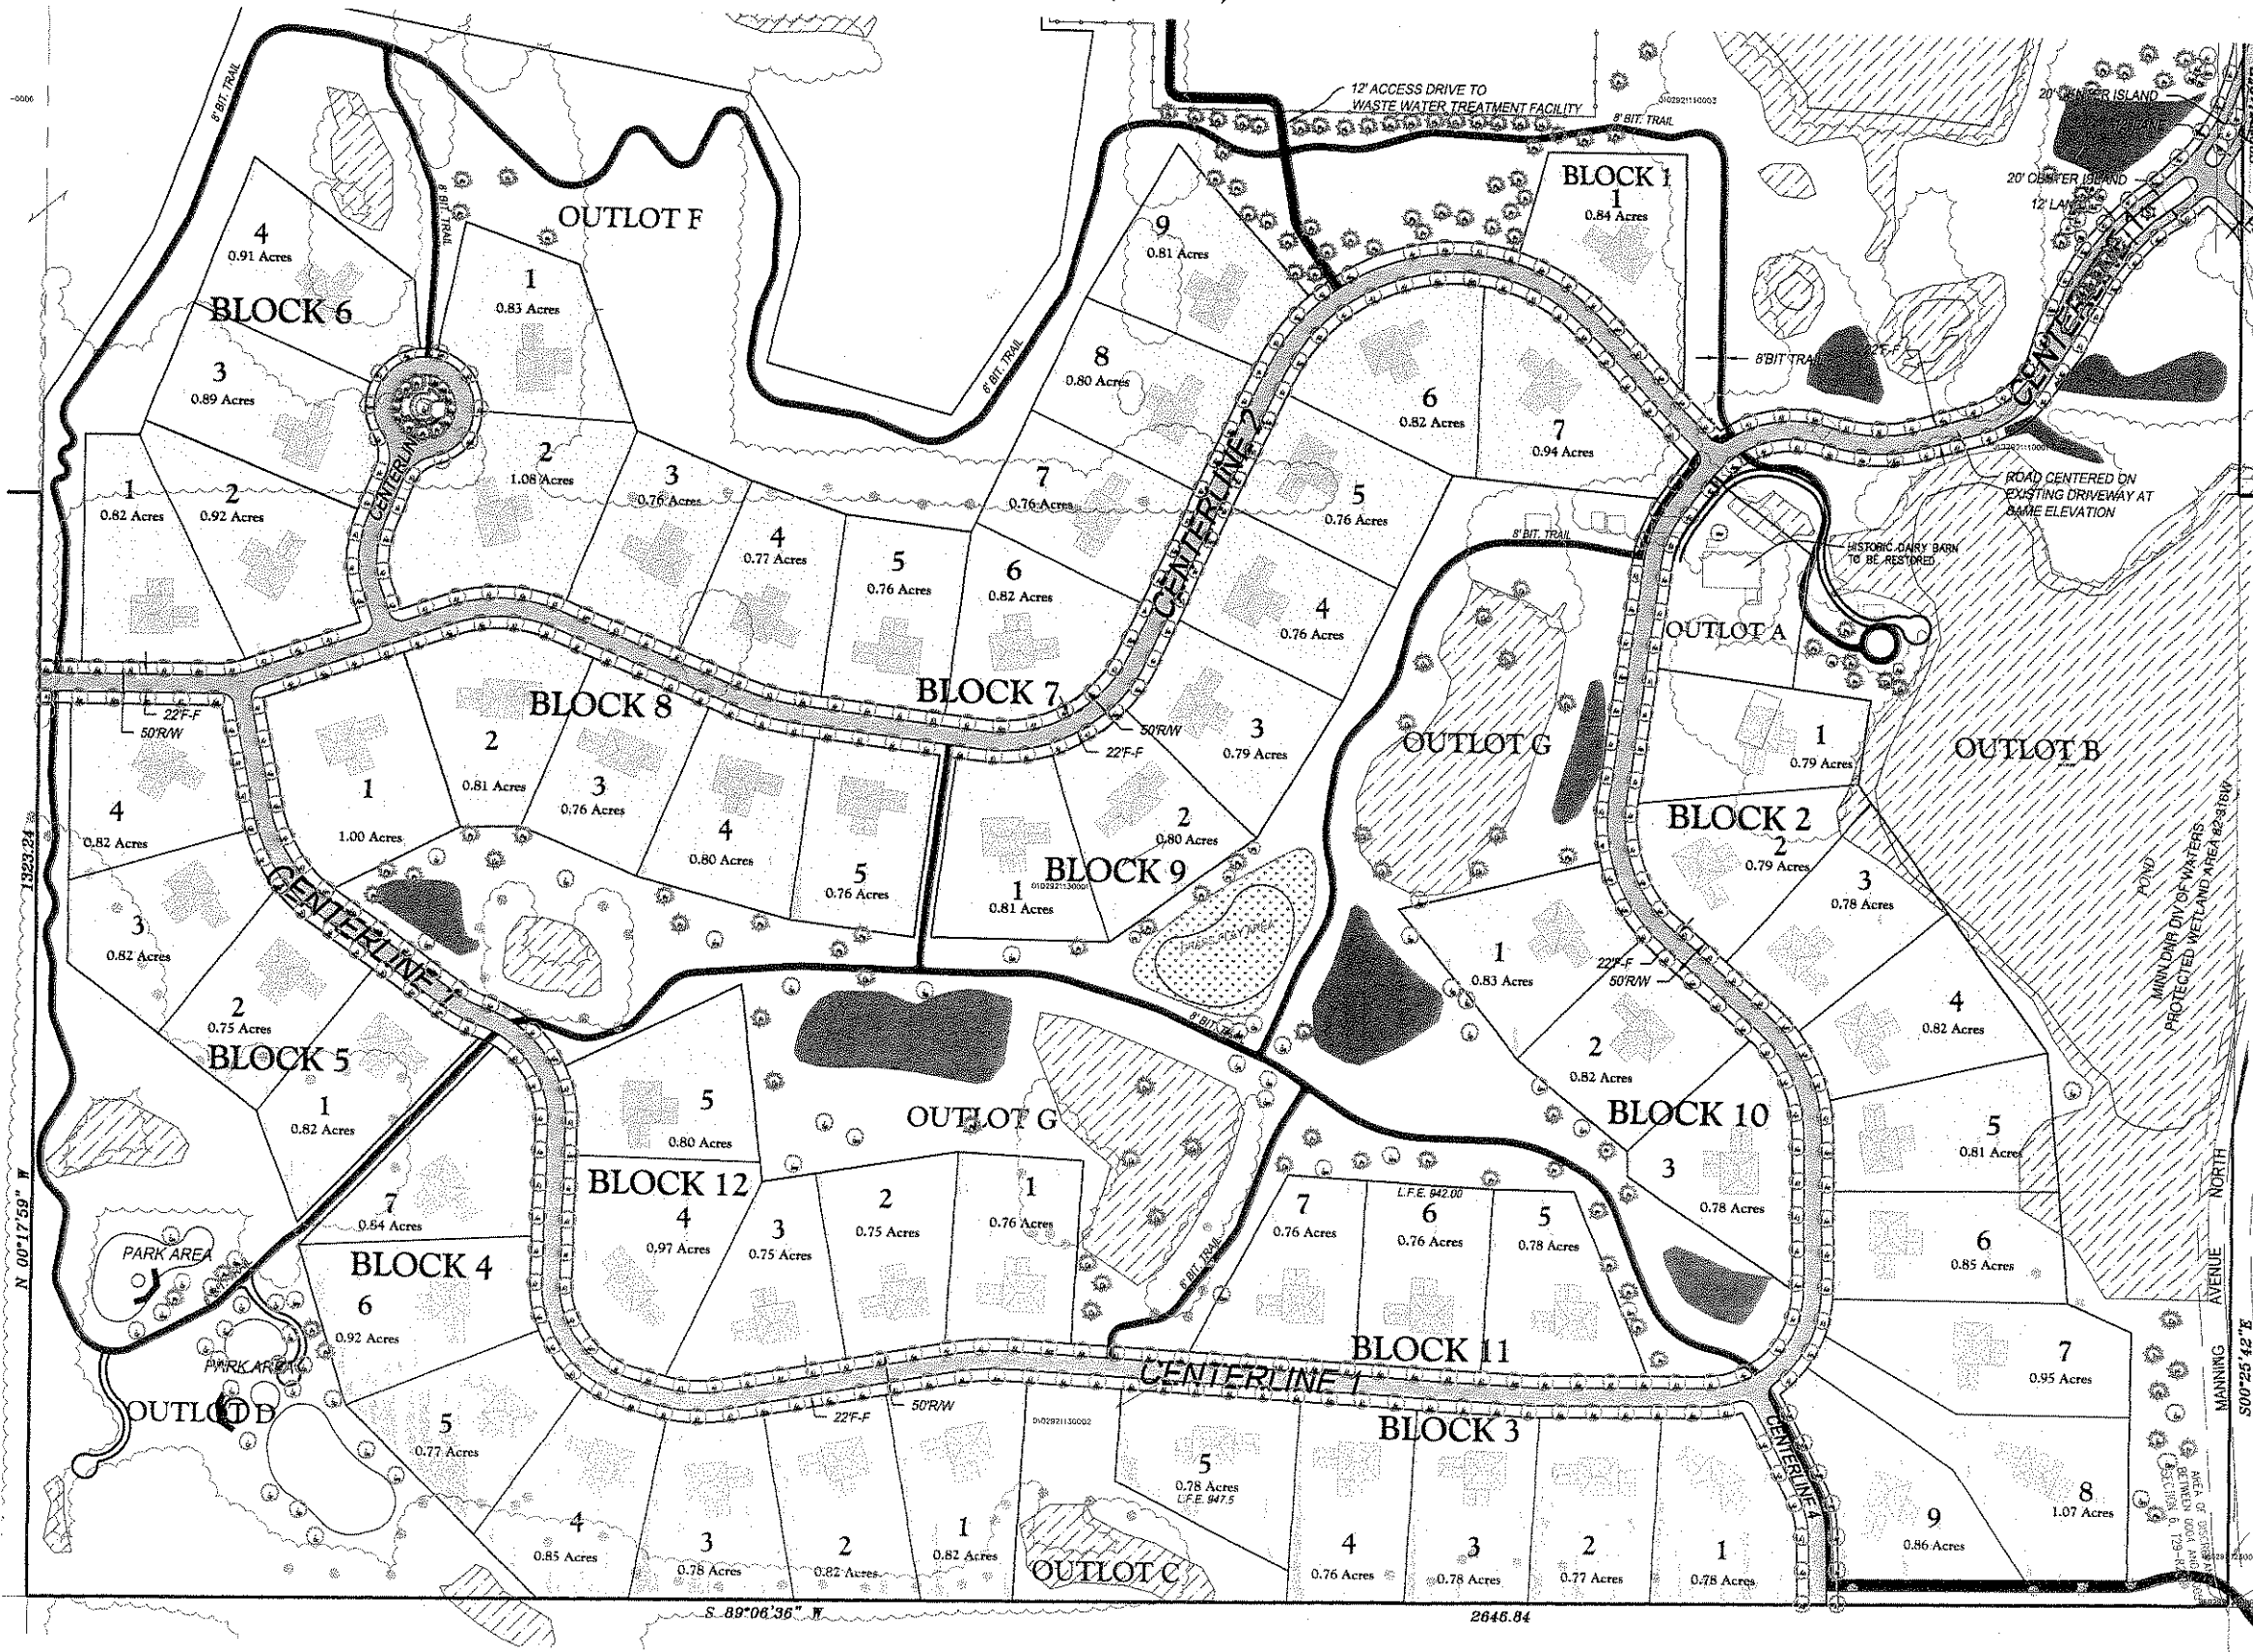 12' ACCESS DRIVE TO
WASTE WATER TREATMENT FACILITY
8' BIT. TRAIL
8' BIT. TRAIL
8' BIT. TRAIL
OUTLOT F
BLOCK 1
1
0.84 Acres
BLOCK 6
4
0.91 Acres
3
0.89 Acres
1
0.82 Acres
2
0.92 Acres
BLOCK 7
1
0.83 Acres
2
1.08 Acres
3
0.76 Acres
4
0.77 Acres
5
0.76 Acres
6
0.82 Acres
7
0.76 Acres
8
0.80 Acres
9
0.81 Acres
8' BIT. TRAIL
CENTERLINE 2
22'F-F
50'R/W
22'F-F
50'R/W
BLOCK 8
1
1.00 Acres
2
0.81 Acres
3
0.76 Acres
4
0.80 Acres
5
0.76 Acres
BLOCK 9
1
0.81 Acres
2
0.80 Acres
3
0.79 Acres
4
0.76 Acres
5
0.76 Acres
6
0.82 Acres
7
0.94 Acres
8'BIT TRAIL
20' CENTER ISLAND
ROAD CENTERED ON
EXISTING DRIVEWAY AT
SAME ELEVATION
HISTORIC DAIRY BARN
TO BE RESTORED
8' BIT. TRAIL
OUTLOT A
OUTLOT G
OUTLOT B
BLOCK 2
1
0.79 Acres
2
0.79 Acres
3
0.78 Acres
4
0.82 Acres
5
0.81 Acres
6
0.85 Acres
7
0.95 Acres
8
1.07 Acres
9
0.86 Acres
POND
MINN DNR DIV OF WATERS
PROTECTED WETLAND AREA 82-316W
MANNING AVENUE NORTH
S00°25'42"E
1323.24
N 00°17'59" W
BLOCK 5
4
0.82 Acres
3
0.82 Acres
2
0.75 Acres
1
0.82 Acres
CENTERLINE 1
BLOCK 10
1
0.83 Acres
2
0.82 Acres
3
0.78 Acres
22'F-F
50'R/W
OUTLOT G
BLOCK 12
5
0.80 Acres
4
0.97 Acres
3
0.75 Acres
2
0.75 Acres
1
0.76 Acres
8' BIT. TRAIL
BLOCK 11
7
0.76 Acres
L.F.E. 942.00
6
0.76 Acres
5
0.78 Acres
PARK AREA
PARK AREA
OUTLOT D
BLOCK 4
7
0.84 Acres
6
0.92 Acres
5
0.77 Acres
4
0.85 Acres
3
0.78 Acres
2
0.82 Acres
1
0.82 Acres
22'F-F
50'R/W
CENTERLINE 1
OUTLOT C
BLOCK 3
5
0.78 Acres
L.F.E. 947.5
4
0.76 Acres
3
0.78 Acres
2
0.77 Acres
1
0.78 Acres
CENTERLINE 4
S 89°06'36" W
2646.84